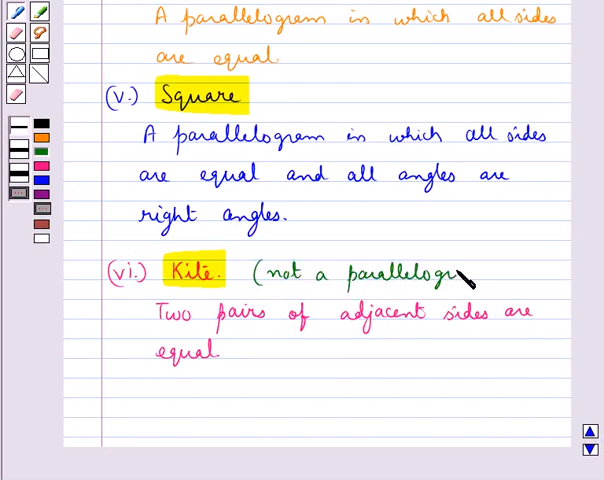 A parallelogram in which all sides
are equal
(v.) Square
A parallelogram in which all sides
are equal and all angles are
right angles.
(vi.) Kite. (not a parallelogr
Two pairs of adjacent sides are
equal